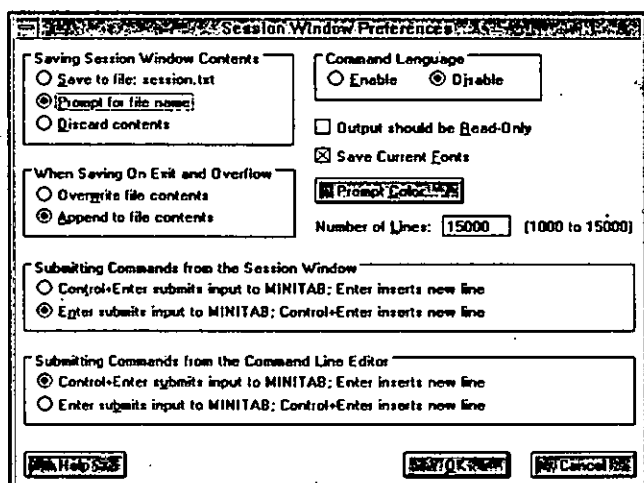 Session Window Preferences
Saving Session Window Contents
Save to file: session.txt
Prompt for file name
Discard contents
When Saving On Exit and Overflow
Overwrite file contents
Append to file contents
Command Language
Enable Disable
Output should be Read-Only
Save Current Fonts
Prompt Color...
Number of Lines: 15000 (1000 to 15000)
Submitting Commands from the Session Window
Control+Enter submits input to MINITAB; Enter inserts new line
Enter submits input to MINITAB; Control+Enter inserts new line
Submitting Commands from the Command Line Editor
Control+Enter submits input to MINITAB; Enter inserts new line
Enter submits input to MINITAB; Control+Enter inserts new line
Help OK Cancel